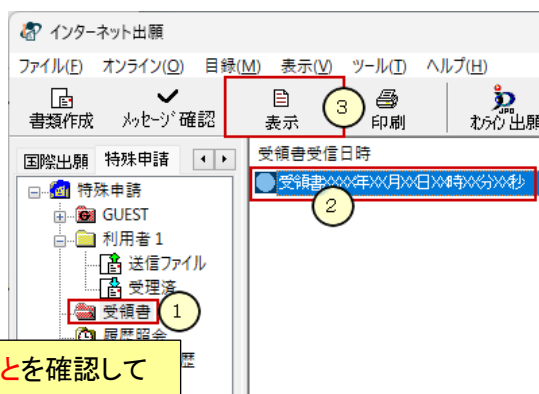 インターネット出願
ファイル(F) オンライン(O) 目録(M) 表示(V) ツール(T) ヘルプ(H)
書類作成 メッセージ確認 表示 3 印刷 JPO オンライン出願
国際出願 特殊申請
受領書受信日時
特殊申請
受領書XXXX年XX月XX日XX時XX分XX秒
2
GUEST
利用者1
送信ファイル
受理済
受領書 1
履歴照会
歴
とを確認して